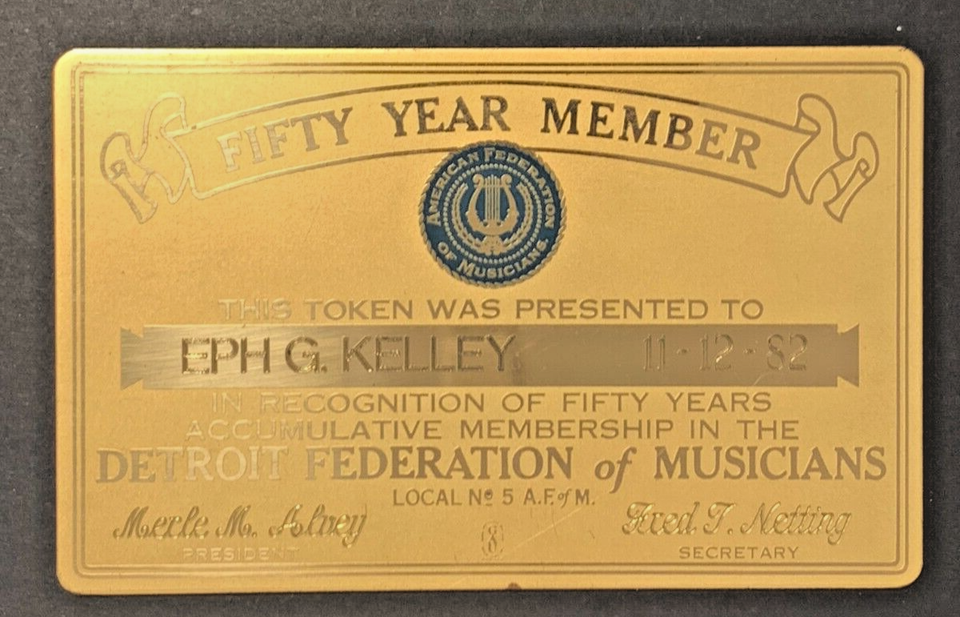 FIFTY YEAR MEMBER
AMERICAN FEDERATION
OF MUSICIANS.
THIS TOKEN WAS PRESENTED TO
EPH G. KELLEY 11-12-82
IN RECOGNITION OF FIFTY YEARS
ACCUMULATIVE MEMBERSHIP IN THE
DETROIT FEDERATION of MUSICIANS
LOCAL Nº 5 A.F. of M.
Merle M. Alvey Fred T. Netting
PRESIDENT SECRETARY